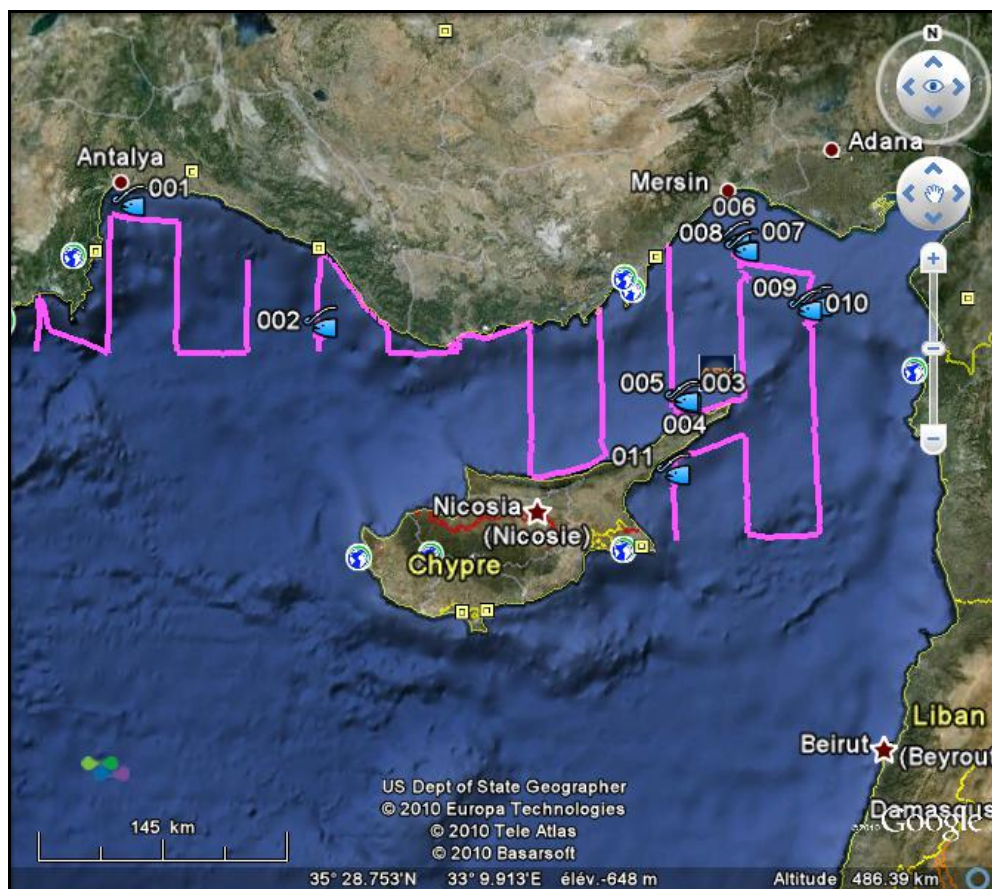 N
Antalya
001
Adana
Mersin
006
008
007
009
010
002
005
003
004
011
Nicosia
(Nicosie)
Chypre
Liban
Beirut
(Beyrout
Damasqus
US Dept of State Geographer
© 2010 Europa Technologies
© 2010 Tele Atlas
© 2010 Basarsoft
©2010 Google
145 km
35° 28.753'N 33° 9.913'E élév.-648 m Altitude 486.39 km